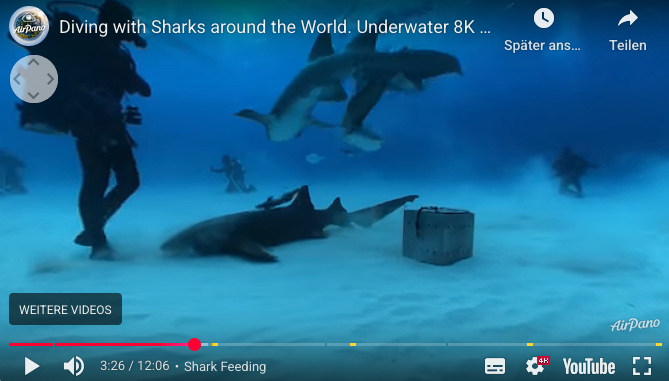 AirPano
Diving with Sharks around the World. Underwater 8K ...
Später ans...
Teilen
WEITERE VIDEOS
AirPano
3:26 / 12:06 • Shark Feeding
4K
YouTube